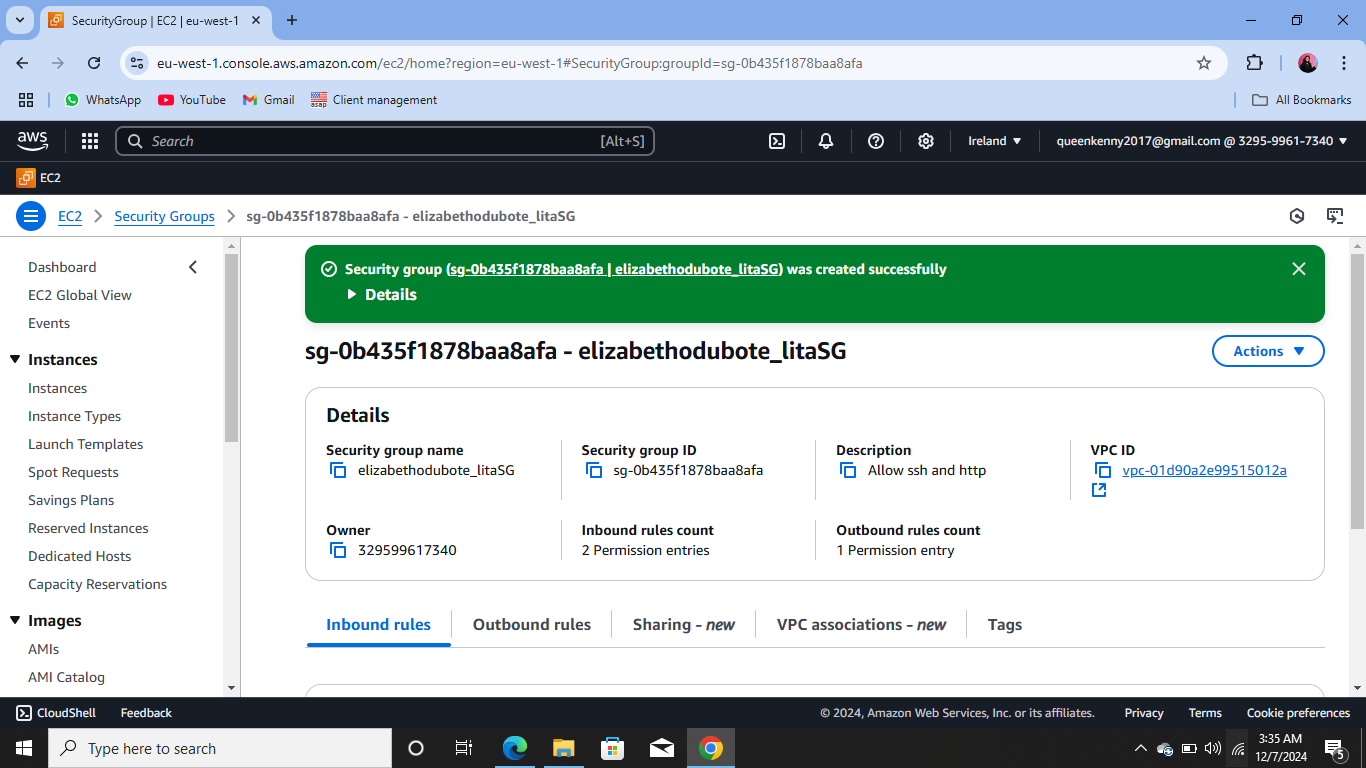 SecurityGroup | EC2 | eu-west-1
eu-west-1.console.aws.amazon.com/ec2/home?region=eu-west-1#SecurityGroup:groupId=sg-0b435f1878baa8afa
WhatsApp YouTube Gmail asap Client management All Bookmarks
aws Search [Alt+S] Ireland queenkenny2017@gmail.com @ 3295-9961-7340
EC2
EC2 Security Groups sg-0b435f1878baa8afa - elizabethodubote_litaSG
Dashboard
EC2 Global View
Events
Instances
Instances
Instance Types
Launch Templates
Spot Requests
Savings Plans
Reserved Instances
Dedicated Hosts
Capacity Reservations
Images
AMIs
AMI Catalog
Security group (sg-0b435f1878baa8afa | elizabethodubote_litaSG) was created successfully
Details
sg-0b435f1878baa8afa - elizabethodubote_litaSG
Actions
Details
Security group name Security group ID Description VPC ID
elizabethodubote_litaSG sg-0b435f1878baa8afa Allow ssh and http vpc-01d90a2e99515012a
Owner Inbound rules count Outbound rules count
329599617340 2 Permission entries 1 Permission entry
Inbound rules Outbound rules Sharing - new VPC associations - new Tags
CloudShell Feedback © 2024, Amazon Web Services, Inc. or its affiliates. Privacy Terms Cookie preferences
Type here to search
3:35 AM
12/7/2024
5